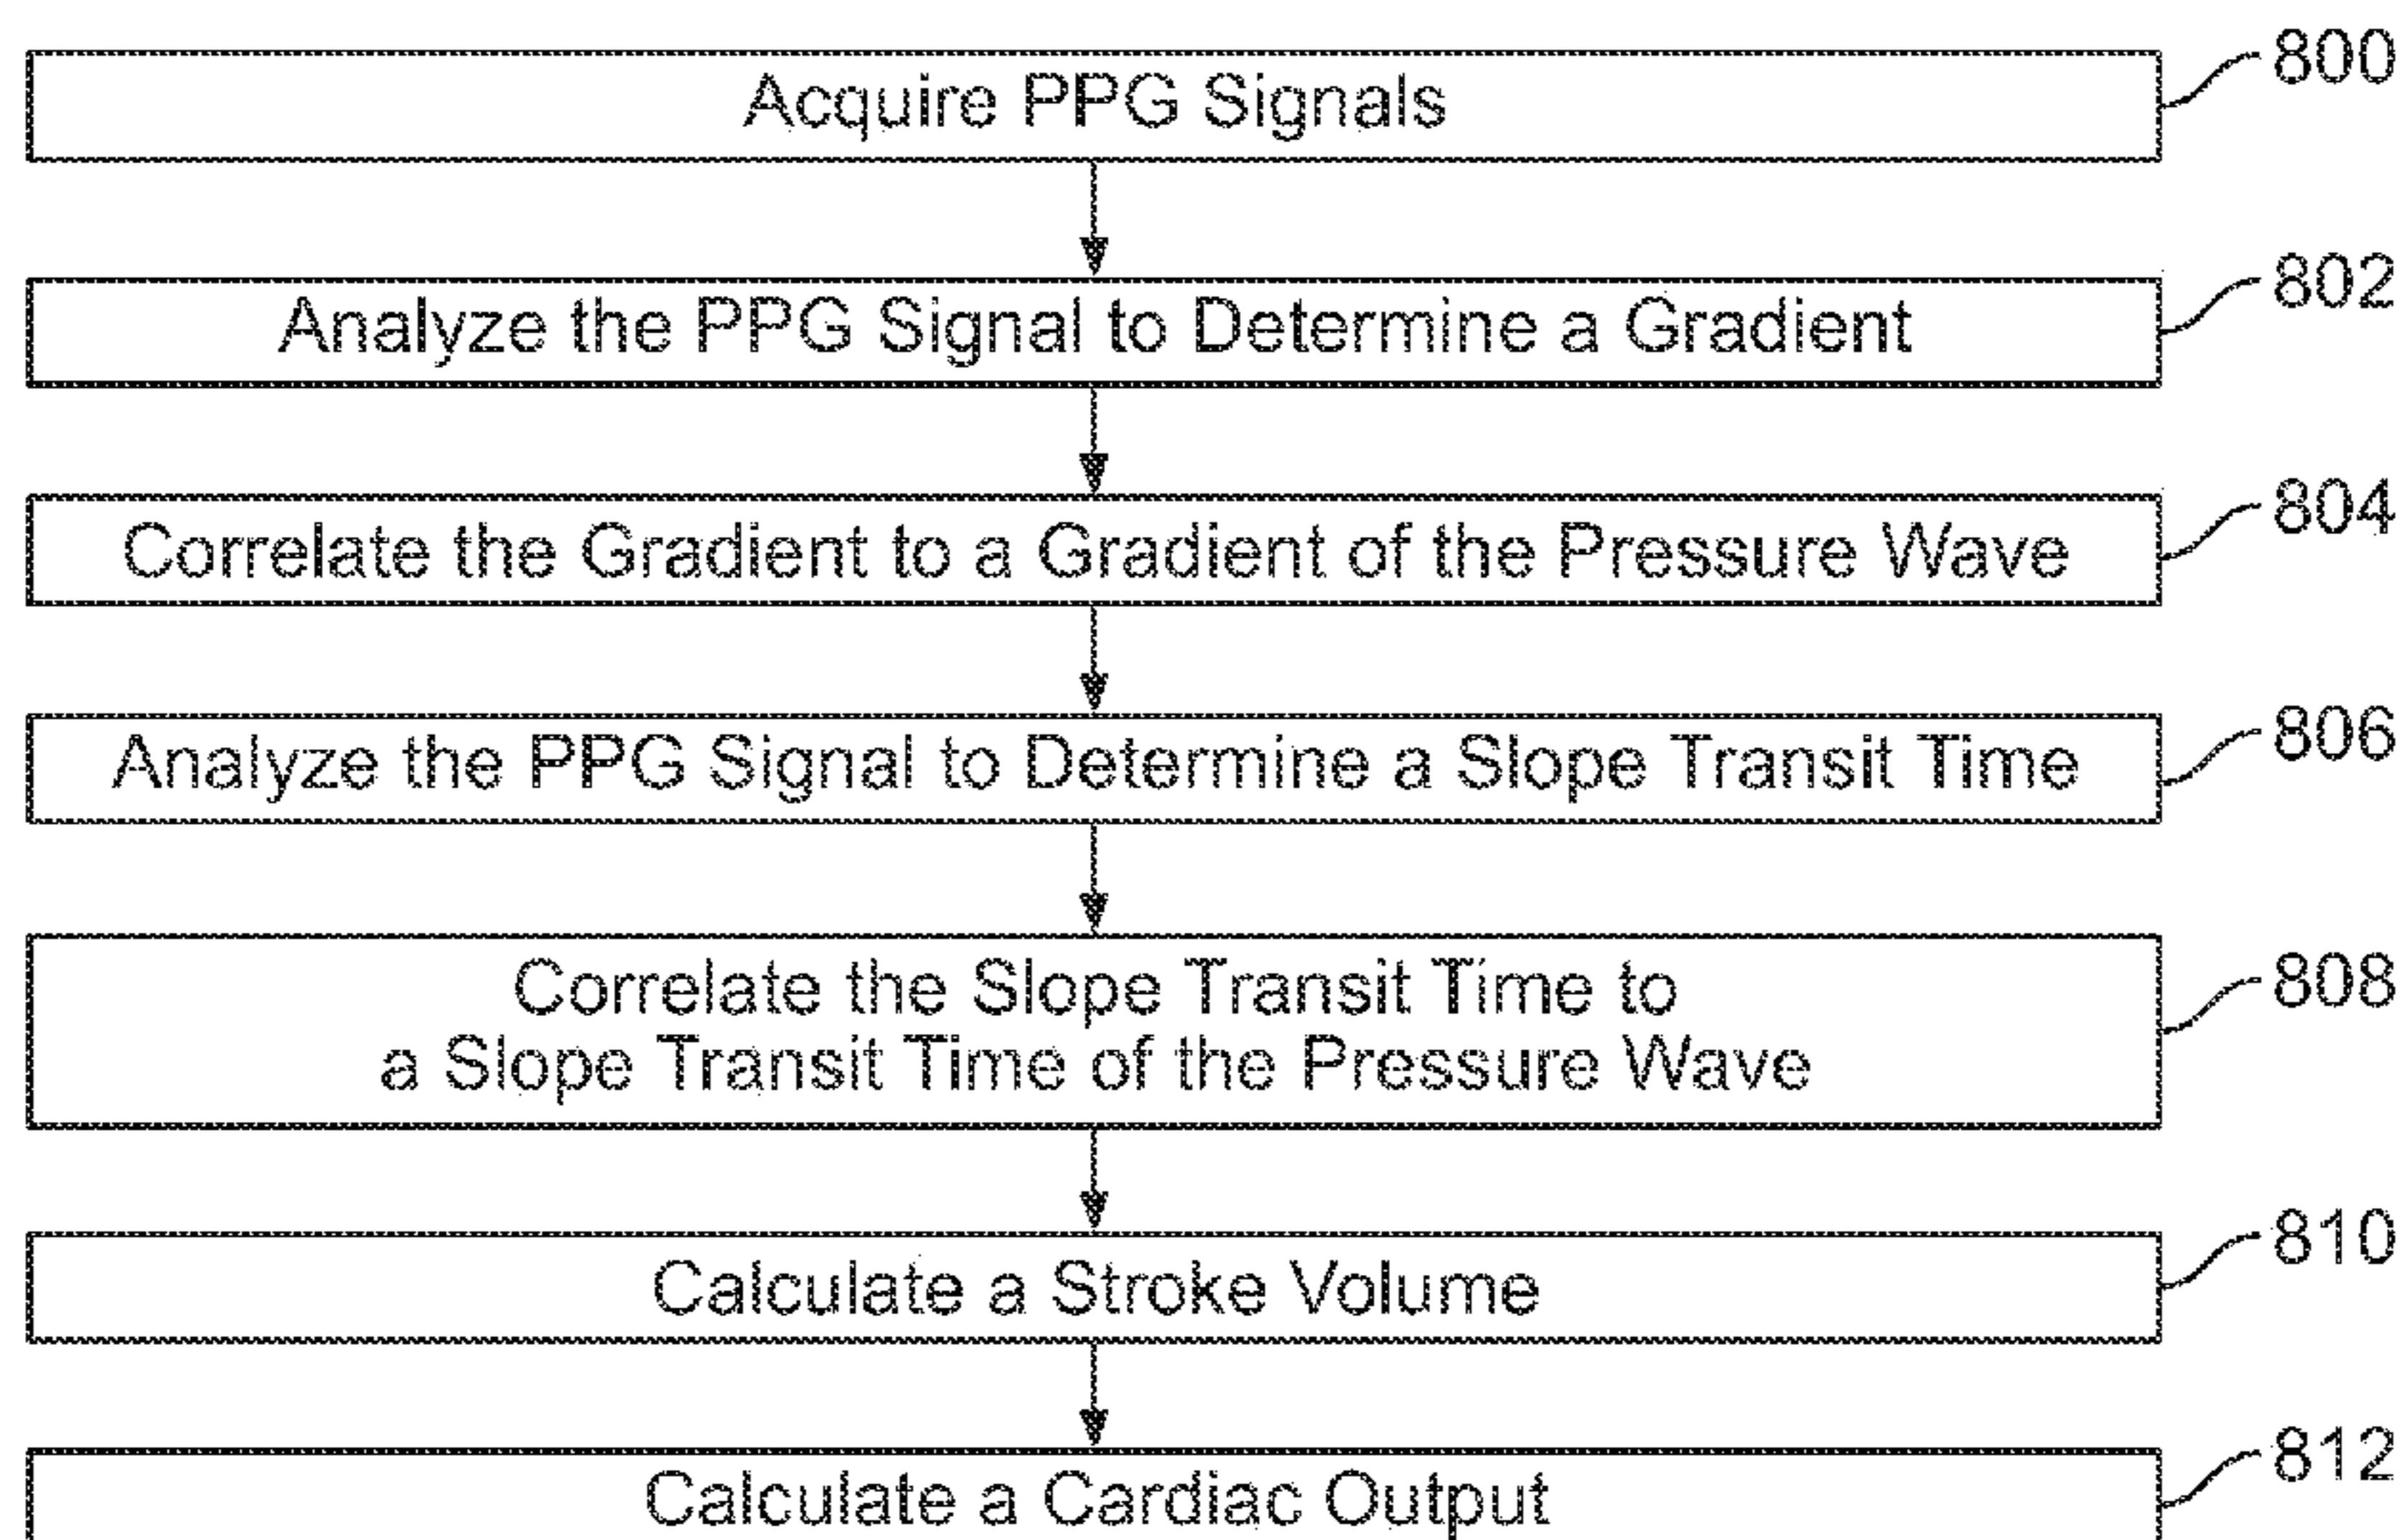 Acquire PPG Signals
800
Analyze the PPG Signal to Determine a Gradient
802
Correlate the Gradient to a Gradient of the Pressure Wave
804
Analyze the PPG Signal to Determine a Slope Transit Time
806
Correlate the Slope Transit Time to
a Slope Transit Time of the Pressure Wave
808
Calculate a Stroke Volume
810
Calculate a Cardiac Output
812